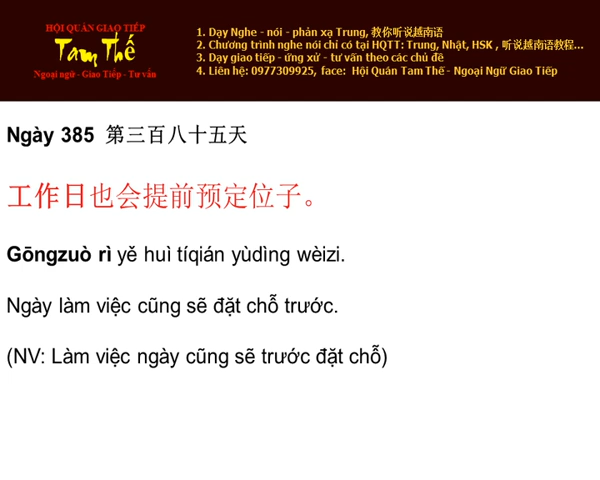 HỘI QUÁN GIAO TIẾP
Tam Thế
Ngoại ngữ - Giao Tiếp - Tư vấn
1. Dạy Nghe - nói - phản xạ Trung, 教你听说越南语
2. Chương trình nghe nói chỉ có tại HQTT: Trung, Nhật, HSK , 听说越南语教程...
3. Dạy giao tiếp - ứng xử - tư vấn theo các chủ đề
4. Liên hệ: 0977309925, face: Hội Quán Tam Thế - Ngoại Ngữ Giao Tiếp
Ngày 385 第三百八十五天
工作日也会提前预定位子。
Gōngzuò rì yě huì tíqián yùdìng wèizi.
Ngày làm việc cũng sẽ đặt chỗ trước.
(NV: Làm việc ngày cũng sẽ trước đặt chỗ)